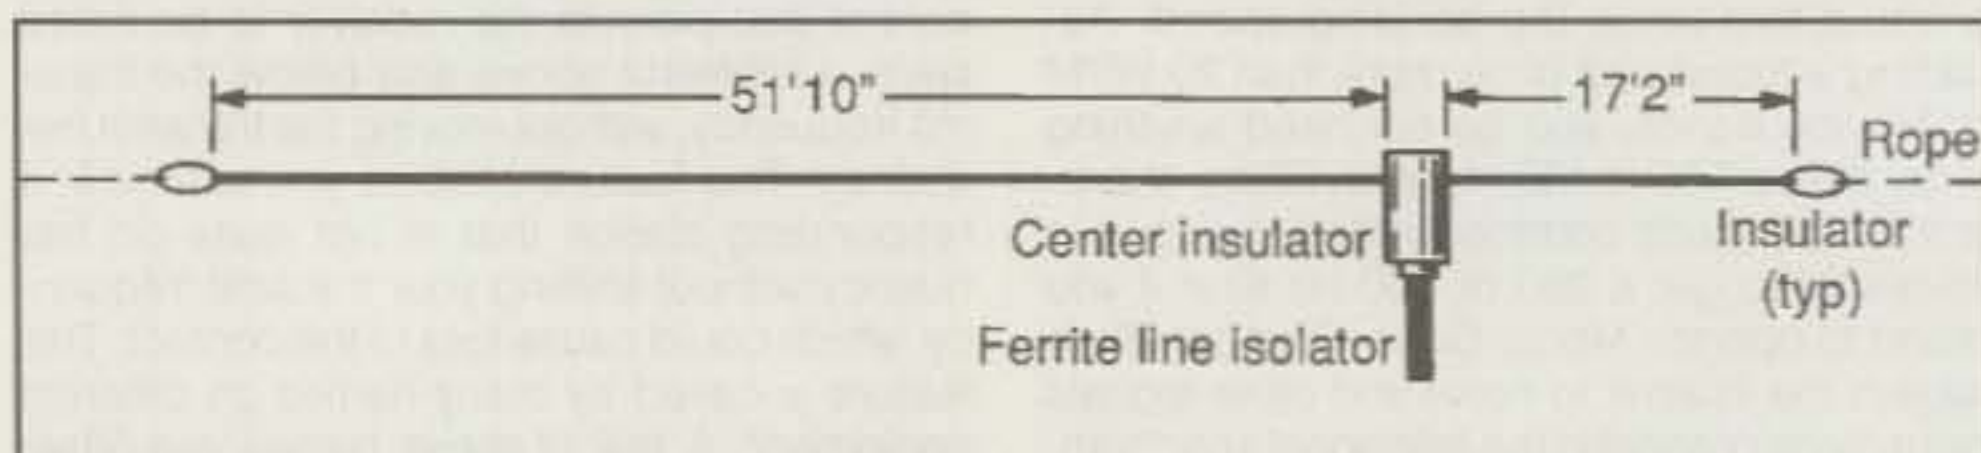 51'10"
17'2"
Rope
Center insulator
Insulator
(typ)
Ferrite line isolator